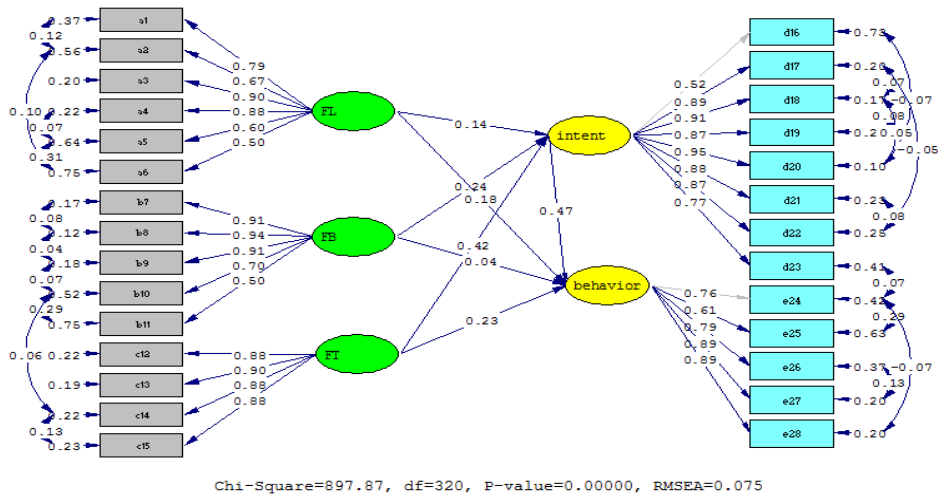 0.37 a1
0.12
0.56 a2
0.20 a3
0.10 0.22 a4
0.07
0.64 a5
0.31
0.75 a6
0.17 b7
0.08
0.12 b8
0.04
0.18 b9
0.07
0.52 b10
0.29
0.75 b11
0.06 0.22 c12
0.19 c13
0.22 c14
0.13
0.23 c15
0.79
0.67
0.90
0.88
0.60
0.50
0.91
0.94
0.91
0.70
0.50
0.88
0.90
0.88
0.88
FL
FB
FT
0.14
0.24
0.18
0.42
0.04
0.23
0.47
intent
behavior
0.52
0.89
0.91
0.87
0.95
0.88
0.87
0.77
0.76
0.61
0.79
0.89
0.89
d16 0.73
d17 0.20
0.07
d18 0.17 -0.07
0.08
d19 0.20 0.05
-0.05
d20 0.10
d21 0.23
0.08
d22 0.25
d23 0.41
0.07
e24 0.42
0.29
e25 0.63
e26 0.37 -0.07
0.13
e27 0.20
e28 0.20
Chi-Square=897.87, df=320, P-value=0.00000, RMSEA=0.075